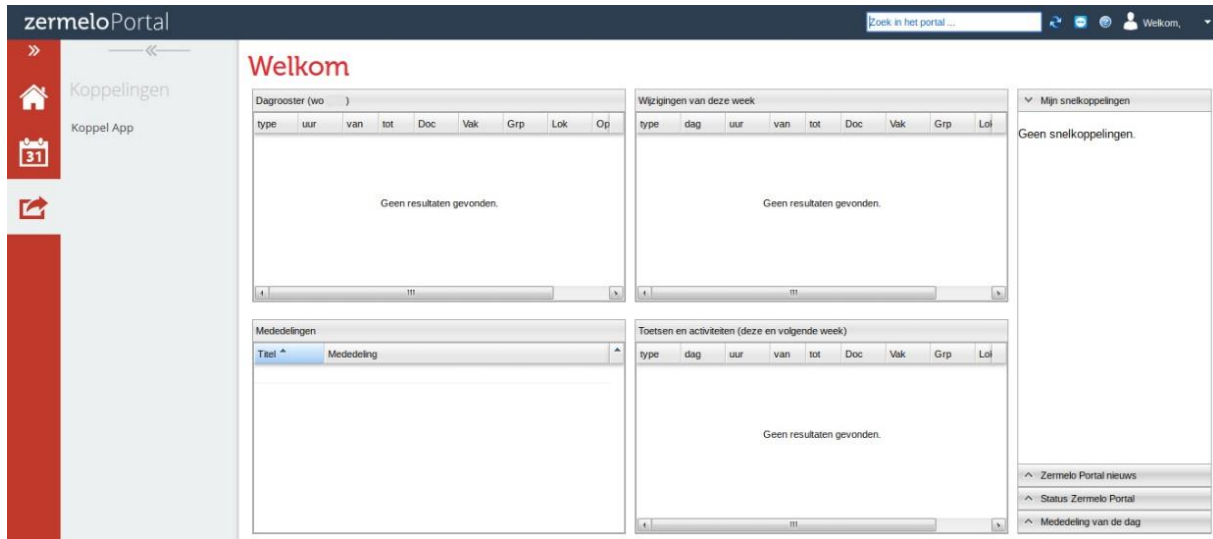 zermeloPortal
Zoek in het portal ...
Welkom,
Koppelingen
Koppel App
31
Welkom
Dagrooster (wo )
type uur van tot Doc Vak Grp Lok Op
Geen resultaten gevonden.
Wijzigingen van deze week
type dag uur van tot Doc Vak Grp Lok
Geen resultaten gevonden.
Mijn snelkoppelingen
Geen snelkoppelingen.
Mededelingen
Titel Mededeling
Toetsen en activiteiten (deze en volgende week)
type dag uur van tot Doc Vak Grp Lok
Geen resultaten gevonden.
Zermelo Portal nieuws
Status Zermelo Portal
Mededeling van de dag